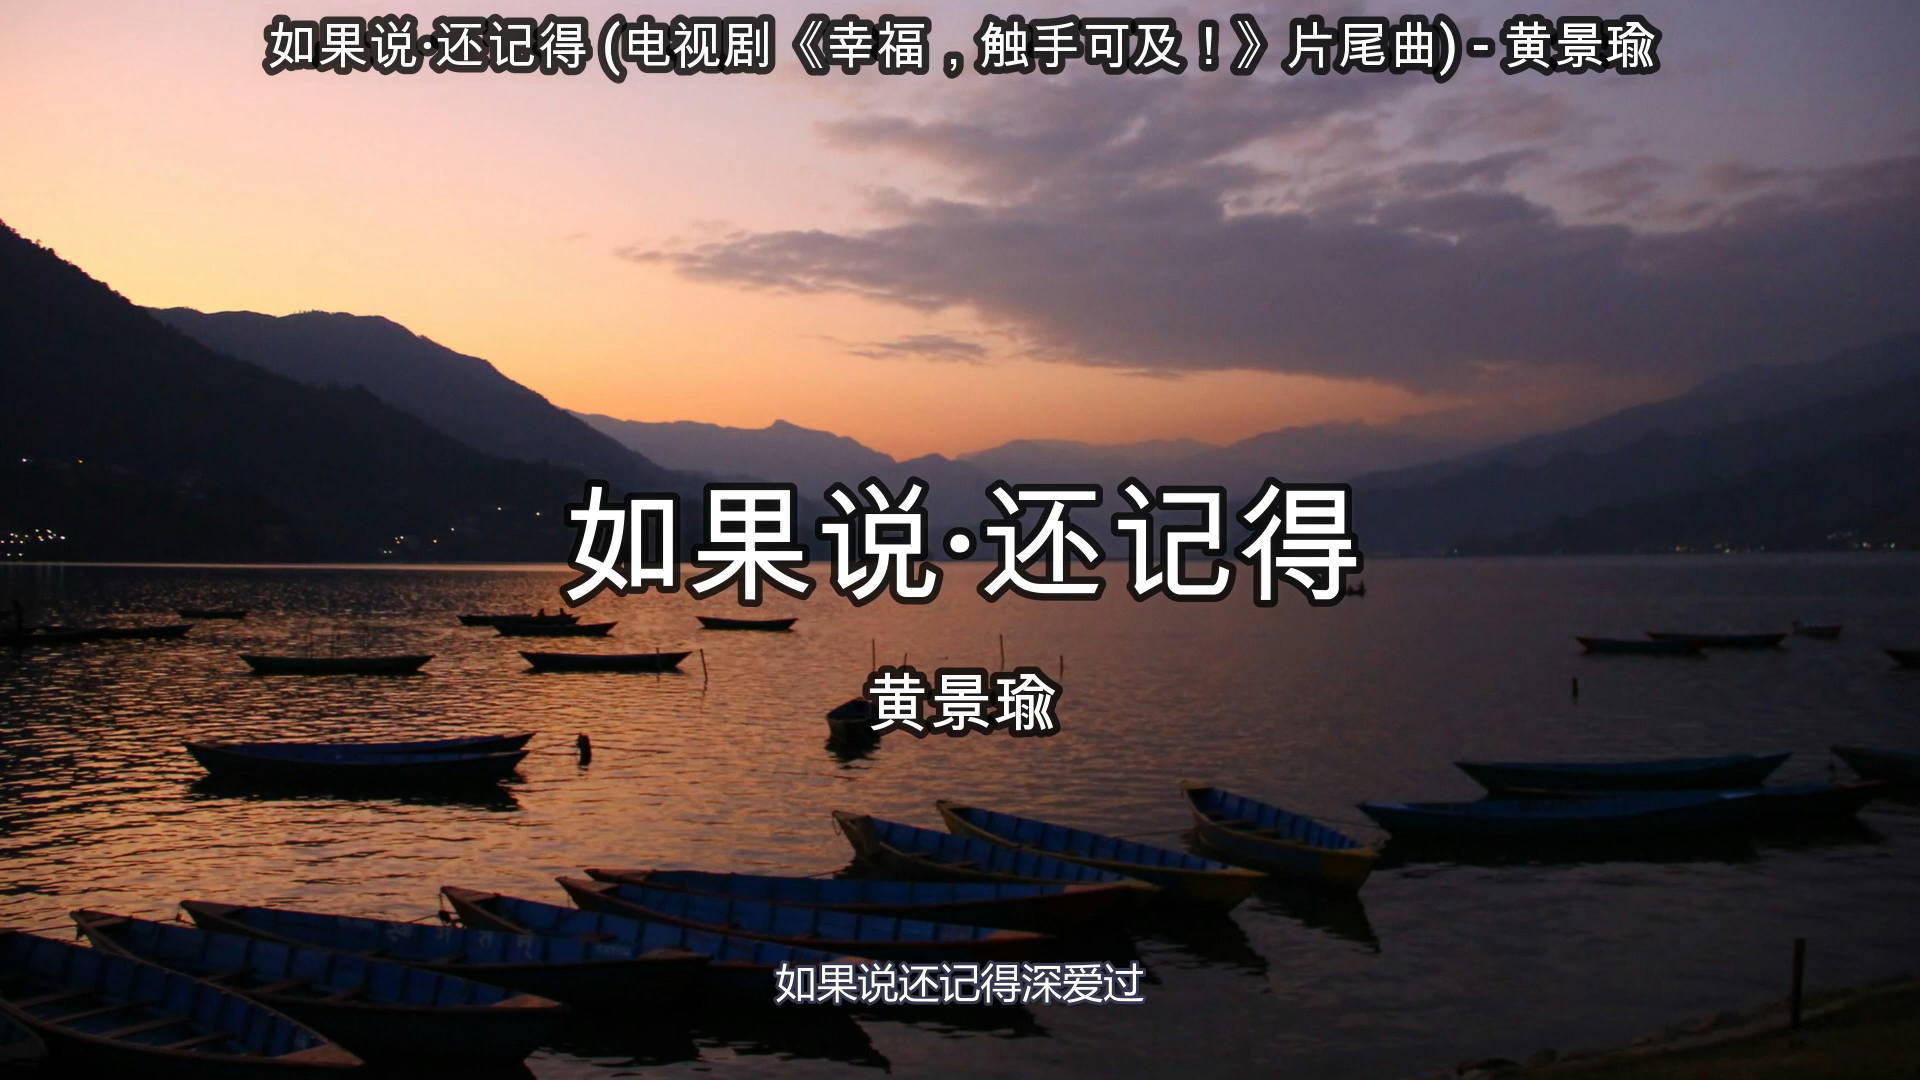 如果说·还记得 (电视剧《幸福，触手可及！》片尾曲) - 黄景瑜
如果说·还记得
黄景瑜
如果说还记得深爱过